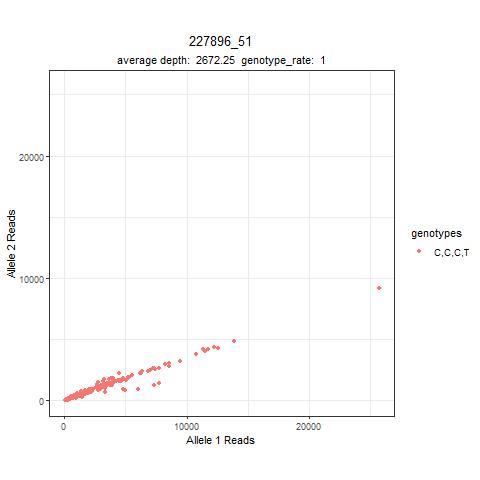 227896_51
average depth:  2672.25  genotype_rate:  1
20000
10000
0
Allele 2 Reads
genotypes
C,C,C,T
0
10000
20000
Allele 1 Reads